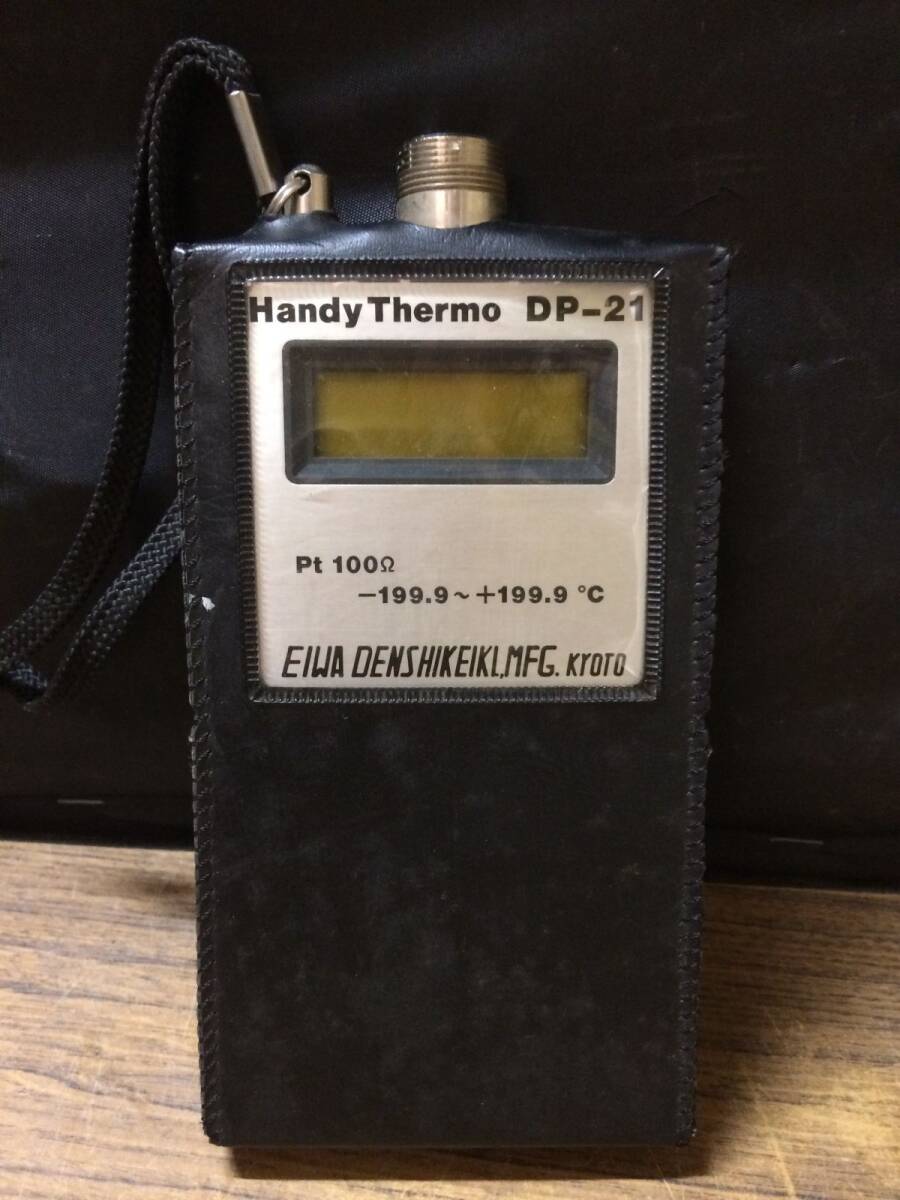 Handy Thermo DP-21
Pt 100Ω
−199.9~+199.9 °C
EIWA DENSHIKEIKI,MFG. KYOTO